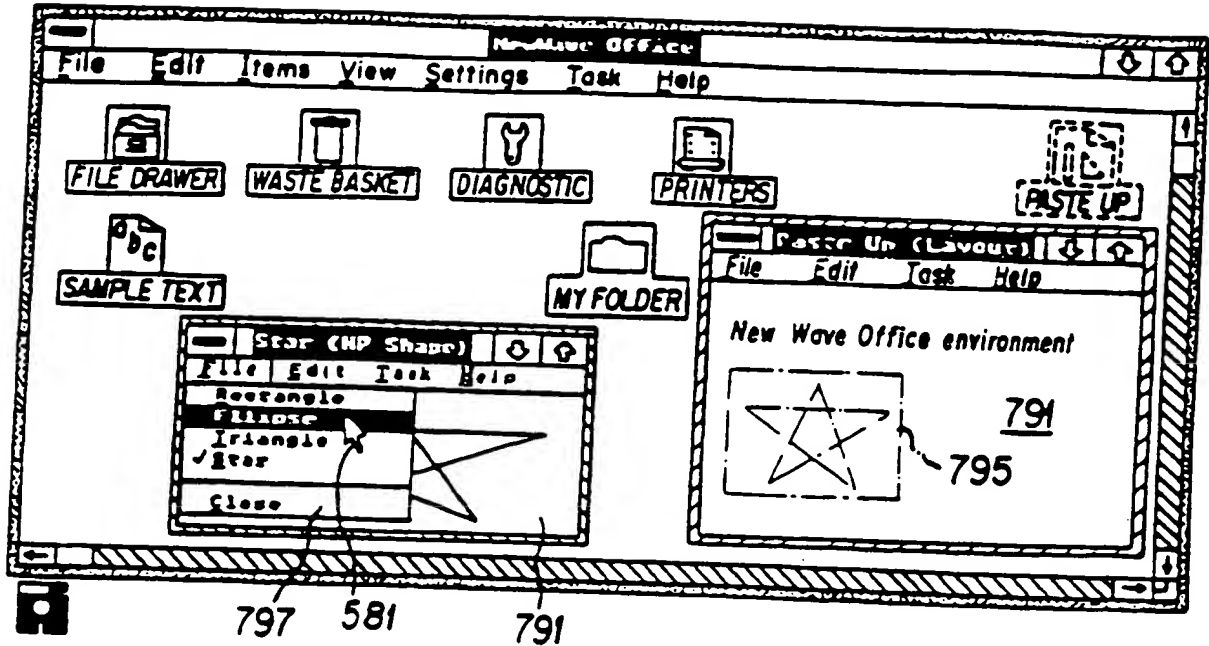 NewWave Office
File Edit Items View Settings Task Help
FILE DRAWER WASTE BASKET DIAGNOSTIC PRINTERS PASTE UP
abc
SAMPLE TEXT MY FOLDER
Paste Up (Layout)
File Edit Task Help
New Wave Office environment
791
795
Star (HP Shape)
File Edit Task Help
Rectangle
Ellipse
Triangle
✓ Star
Close
797 581 791